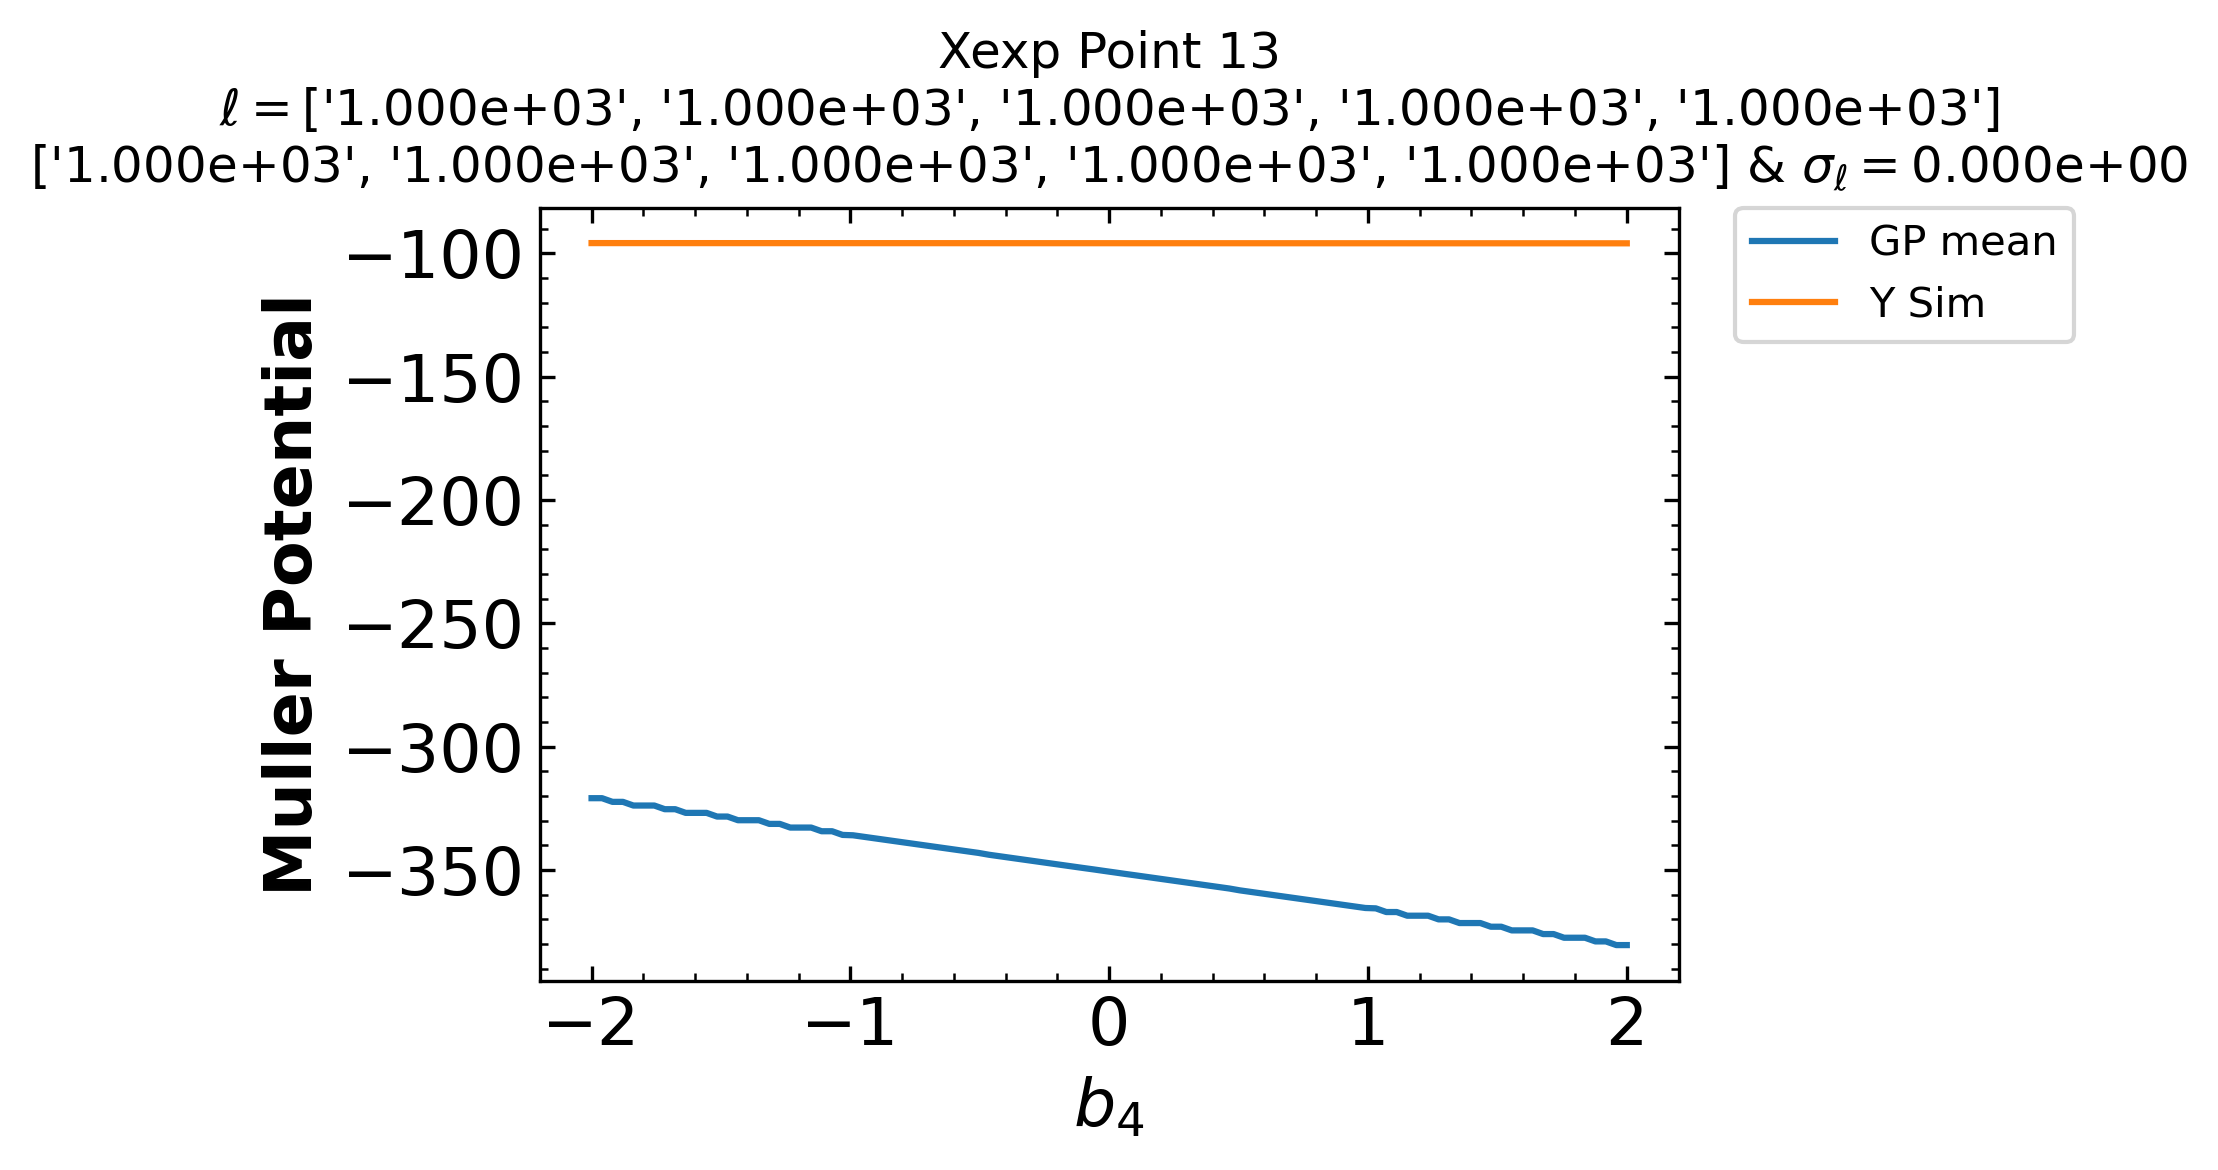 Xexp Point 13
ℓ = ['1.000e+03', '1.000e+03', '1.000e+03', '1.000e+03', '1.000e+03']
['1.000e+03', '1.000e+03', '1.000e+03', '1.000e+03', '1.000e+03'] & σℓ = 0.000e+00
GP mean
Y Sim
Muller Potential
−100
−150
−200
−250
−300
−350
−2 −1 0 1 2
b4